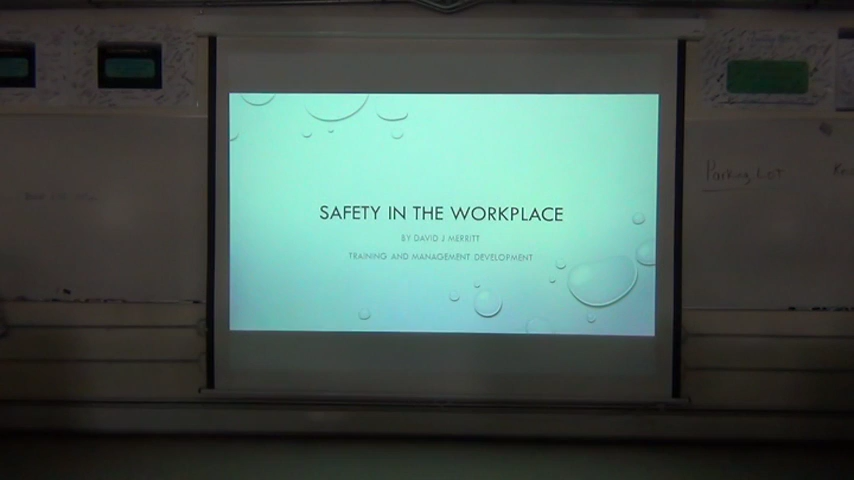 SAFETY IN THE WORKPLACE
BY DAVID J MERRITT
TRAINING AND MANAGEMENT DEVELOPMENT
Parking Lot